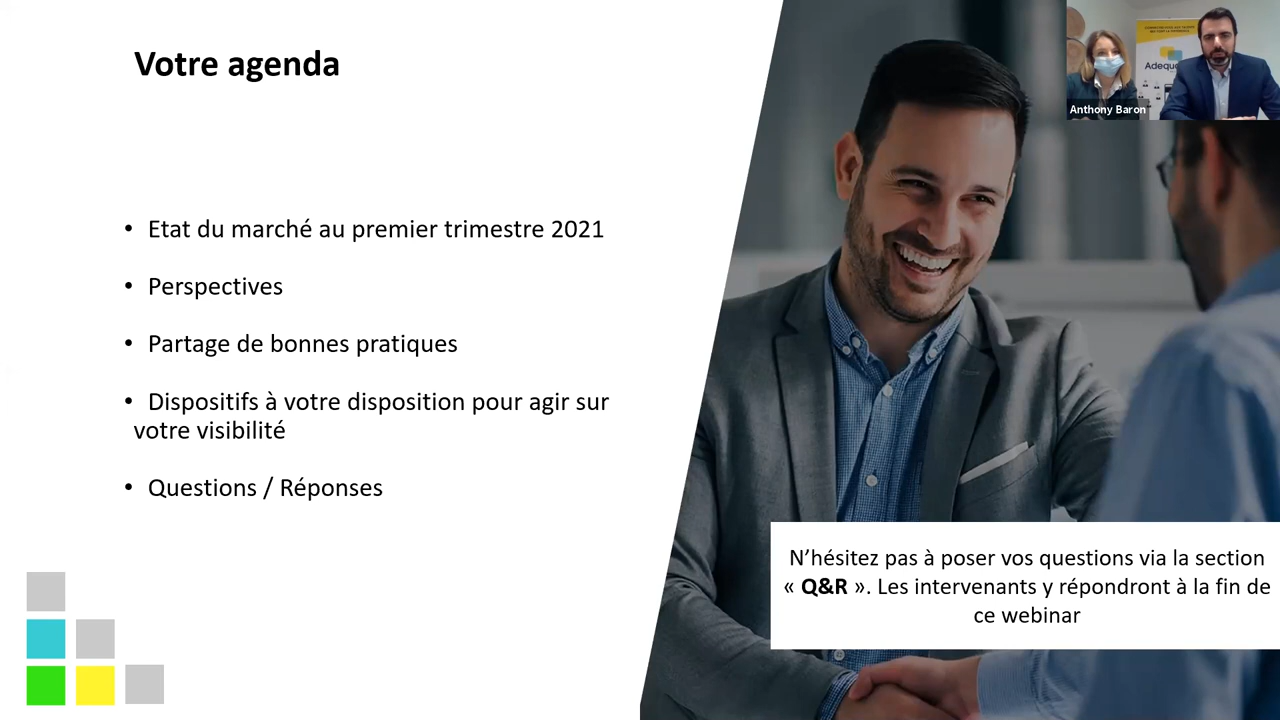 Votre agenda
• Etat du marché au premier trimestre 2021
• Perspectives
• Partage de bonnes pratiques
• Dispositifs à votre disposition pour agir sur
votre visibilité
• Questions / Réponses
Anthony Baron
N'hésitez pas à poser vos questions via la section
« Q&R ». Les intervenants y répondront à la fin de
ce webinar